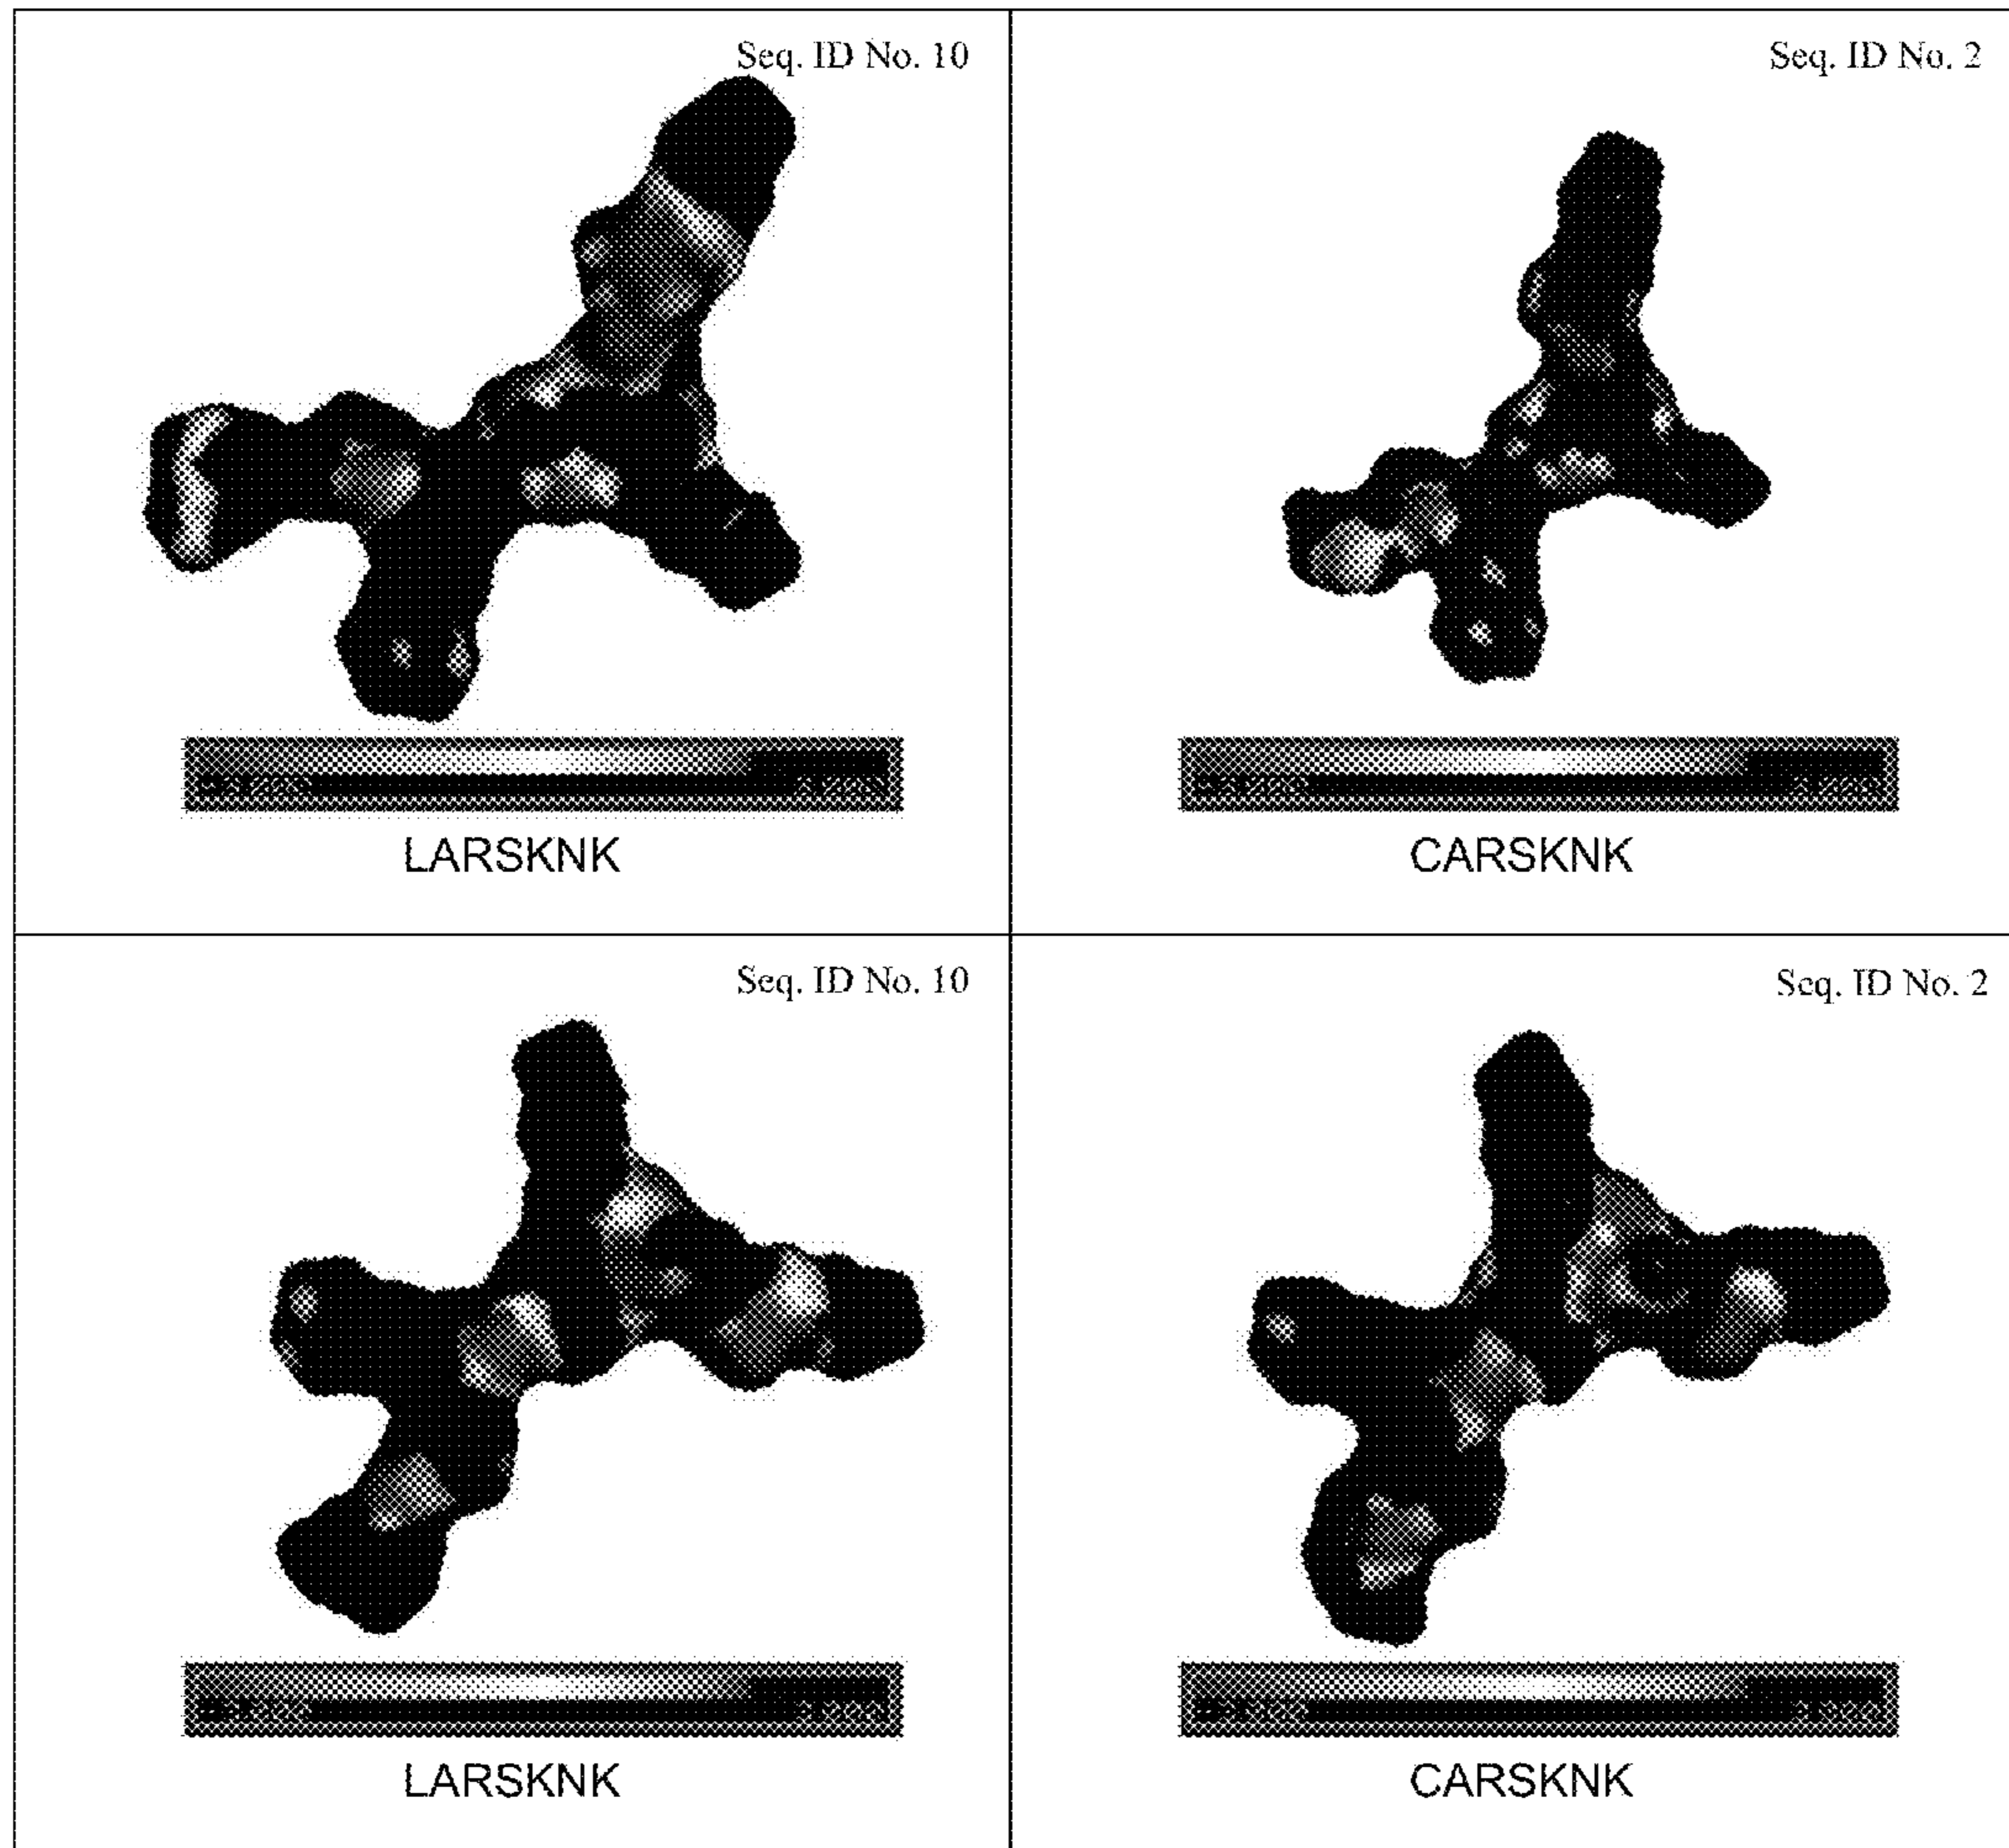 Seq. ID No. 10
LARSKNK
Seq. ID No. 2
CARSKNK
Seq. ID No. 10
LARSKNK
Seq. ID No. 2
CARSKNK